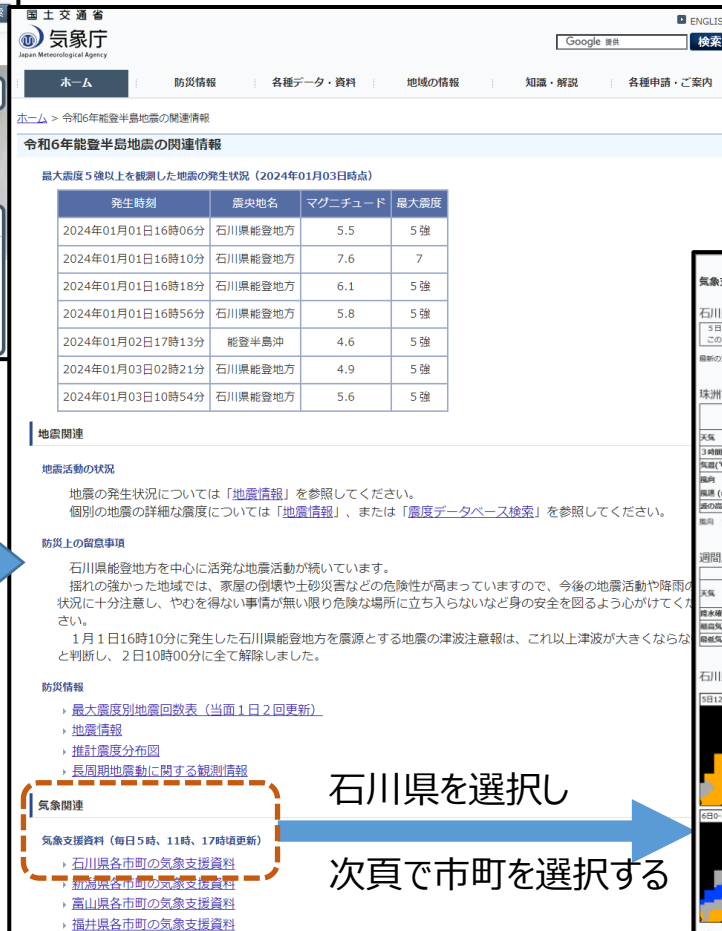 国土交通省
気象庁
Japan Meteorological Agency
ENGLIS
Google 提供
検索
ホーム 防災情報 各種データ・資料 地域の情報 知識・解説 各種申請・ご案内
ホーム > 令和6年能登半島地震の関連情報
令和6年能登半島地震の関連情報
最大震度５強以上を観測した地震の発生状況（2024年01月03日時点）
発生時刻 震央地名 マグニチュード 最大震度
2024年01月01日16時06分 石川県能登地方 5.5 ５強
2024年01月01日16時10分 石川県能登地方 7.6 7
2024年01月01日16時18分 石川県能登地方 6.1 ５強
2024年01月01日16時56分 石川県能登地方 5.8 ５強
2024年01月02日17時13分 能登半島沖 4.6 ５強
2024年01月03日02時21分 石川県能登地方 4.9 ５強
2024年01月03日10時54分 石川県能登地方 5.6 ５強
地震関連
地震活動の状況
地震の発生状況については「地震情報」を参照してください。
個別の地震の詳細な震度については「地震情報」、または「震度データベース検索」を参照してください。
防災上の留意事項
石川県能登地方を中心に活発な地震活動が続いています。
揺れの強かった地域では、家屋の倒壊や土砂災害などの危険性が高まっていますので、今後の地震活動や降雨の
状況に十分注意し、やむを得ない事情が無い限り危険な場所に立ち入らないなど身の安全を図るよう心がけてくだ
さい。
１月１日16時10分に発生した石川県能登地方を震源とする地震の津波注意報は、これ以上津波が大きくならな
と判断し、２日10時00分に全て解除しました。
防災情報
最大震度別地震回数表（当面１日２回更新）
地震情報
推計震度分布図
長周期地震動に関する観測情報
気象関連
気象支援資料（毎日５時、11時、17時頃更新）
石川県各市町の気象支援資料
新潟県各市町の気象支援資料
富山県各市町の気象支援資料
福井県各市町の気象支援資料
石川県を選択し
次頁で市町を選択する
気象支
石川
５日
この
最新の
珠洲
天気
３時間
風向
風向
週間
天気
石川
5日12
6日0-